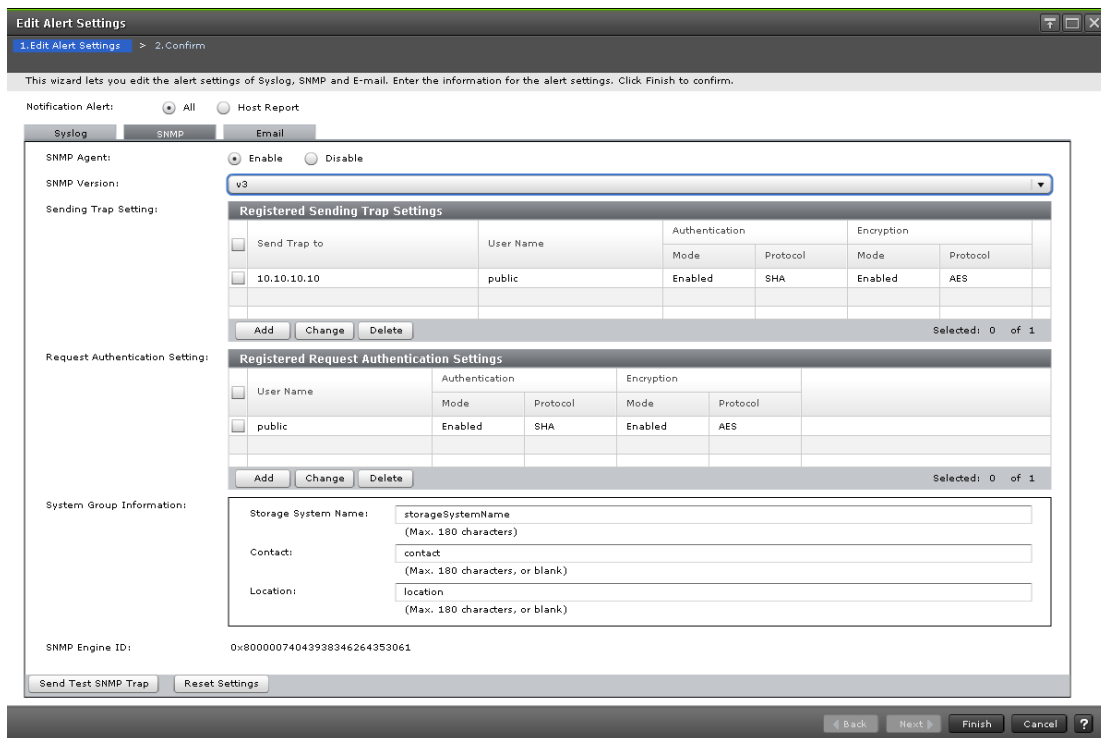 Edit Alert Settings
1.Edit Alert Settings > 2.Confirm
This wizard lets you edit the alert settings of Syslog, SNMP and E-mail. Enter the information for the alert settings. Click Finish to confirm.
Notification Alert: All Host Report
Syslog SNMP Email
SNMP Agent: Enable Disable
SNMP Version: v3
Sending Trap Setting: Registered Sending Trap Settings
Send Trap to User Name Authentication Encryption
Mode Protocol Mode Protocol
10.10.10.10 public Enabled SHA Enabled AES
Add Change Delete Selected: 0 of 1
Request Authentication Setting: Registered Request Authentication Settings
User Name Authentication Encryption
Mode Protocol Mode Protocol
public Enabled SHA Enabled AES
Add Change Delete Selected: 0 of 1
System Group Information:
Storage System Name: storageSystemName
(Max. 180 characters)
Contact: contact
(Max. 180 characters, or blank)
Location: location
(Max. 180 characters, or blank)
SNMP Engine ID: 0x80000074043938346264353061
Send Test SNMP Trap Reset Settings
Back Next Finish Cancel ?